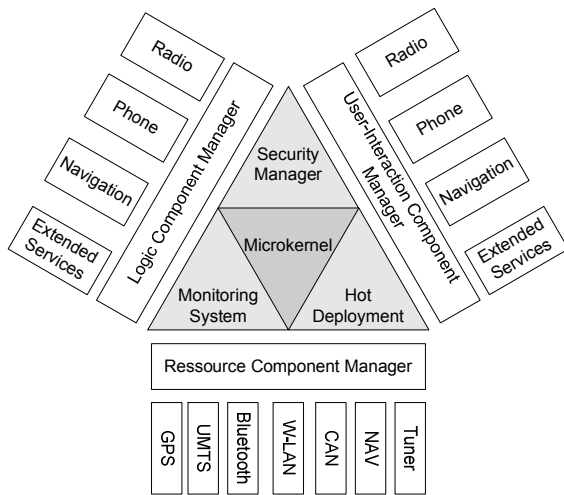 Radio
Phone
Navigation
Extended
Services
Logic Component Manager
Security
Manager
Microkernel
Monitoring
System
Hot
Deployment
User-Interaction Component
Manager
Radio
Phone
Navigation
Extended
Services
Ressource Component Manager
GPS
UMTS
Bluetooth
W-LAN
CAN
NAV
Tuner